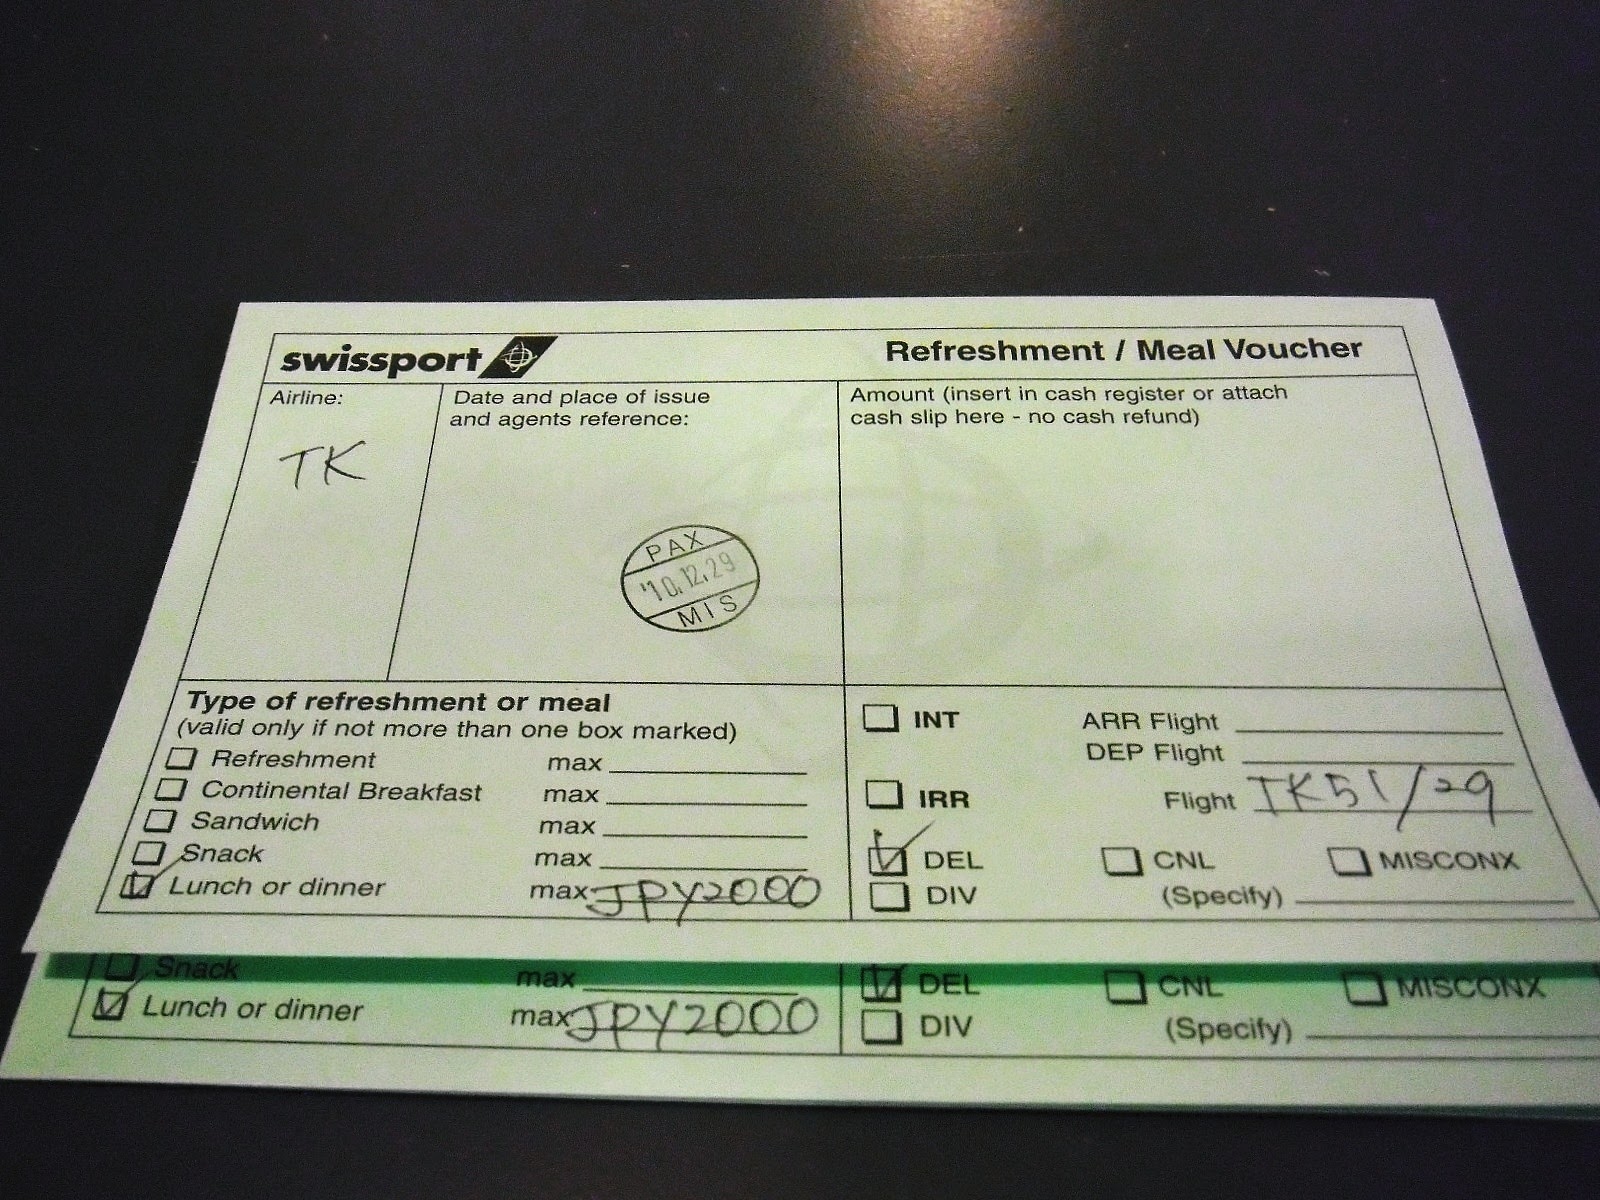 swissport
Refreshment / Meal Voucher
Airline:
TK
Date and place of issue
and agents reference:
PAX
'10.12.29
MIS
Amount (insert in cash register or attach
cash slip here - no cash refund)
Type of refreshment or meal
(valid only if not more than one box marked)
Refreshment max
Continental Breakfast max
Sandwich max
Snack max
Lunch or dinner max JPY2000
INT ARR Flight
DEP Flight
IRR Flight TK51/29
DEL CNL MISCONX
DIV (Specify)
Snack max
Lunch or dinner max JPY2000
DEL CNL MISCONX
DIV (Specify)